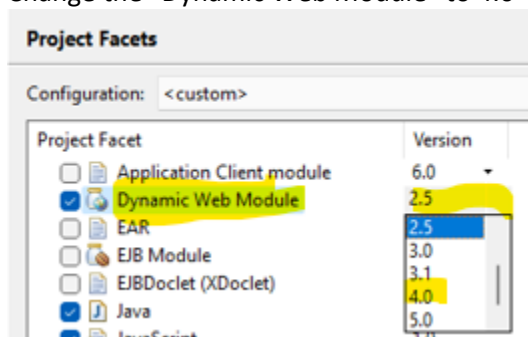 Change the "Dynamic Web Module" to no
Project Facets
Configuration: <custom>
Project Facet Version
Application Client module 6.0
Dynamic Web Module 2.5
EAR 2.5
EJB Module 3.0
3.1
EJBDoclet (XDoclet) 4.0
Java 5.0
JavaScript